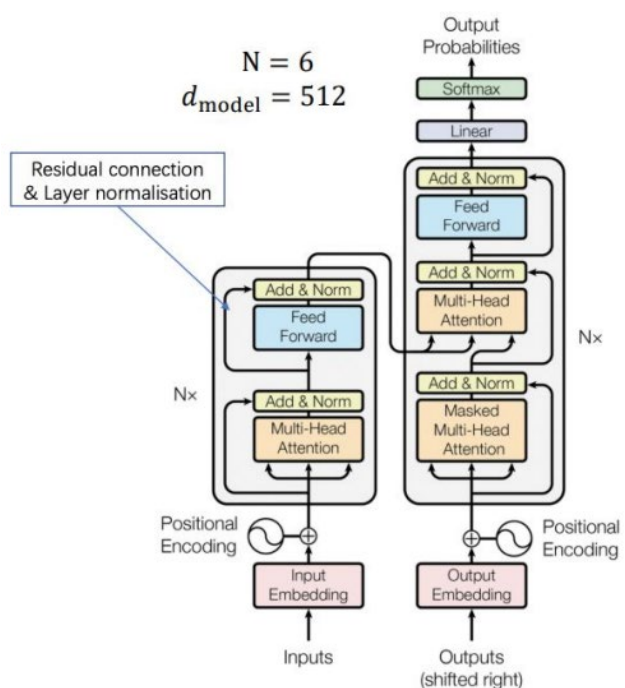 Output
Probabilities
N = 6
d_model = 512
Softmax
Linear
Residual connection
& Layer normalisation
Add & Norm
Feed
Forward
Add & Norm
Multi-Head
Attention
Add & Norm
Masked
Multi-Head
Attention
N×
Add & Norm
Feed
Forward
N×
Add & Norm
Multi-Head
Attention
Positional
Encoding
Positional
Encoding
Input
Embedding
Output
Embedding
Inputs
Outputs
(shifted right)